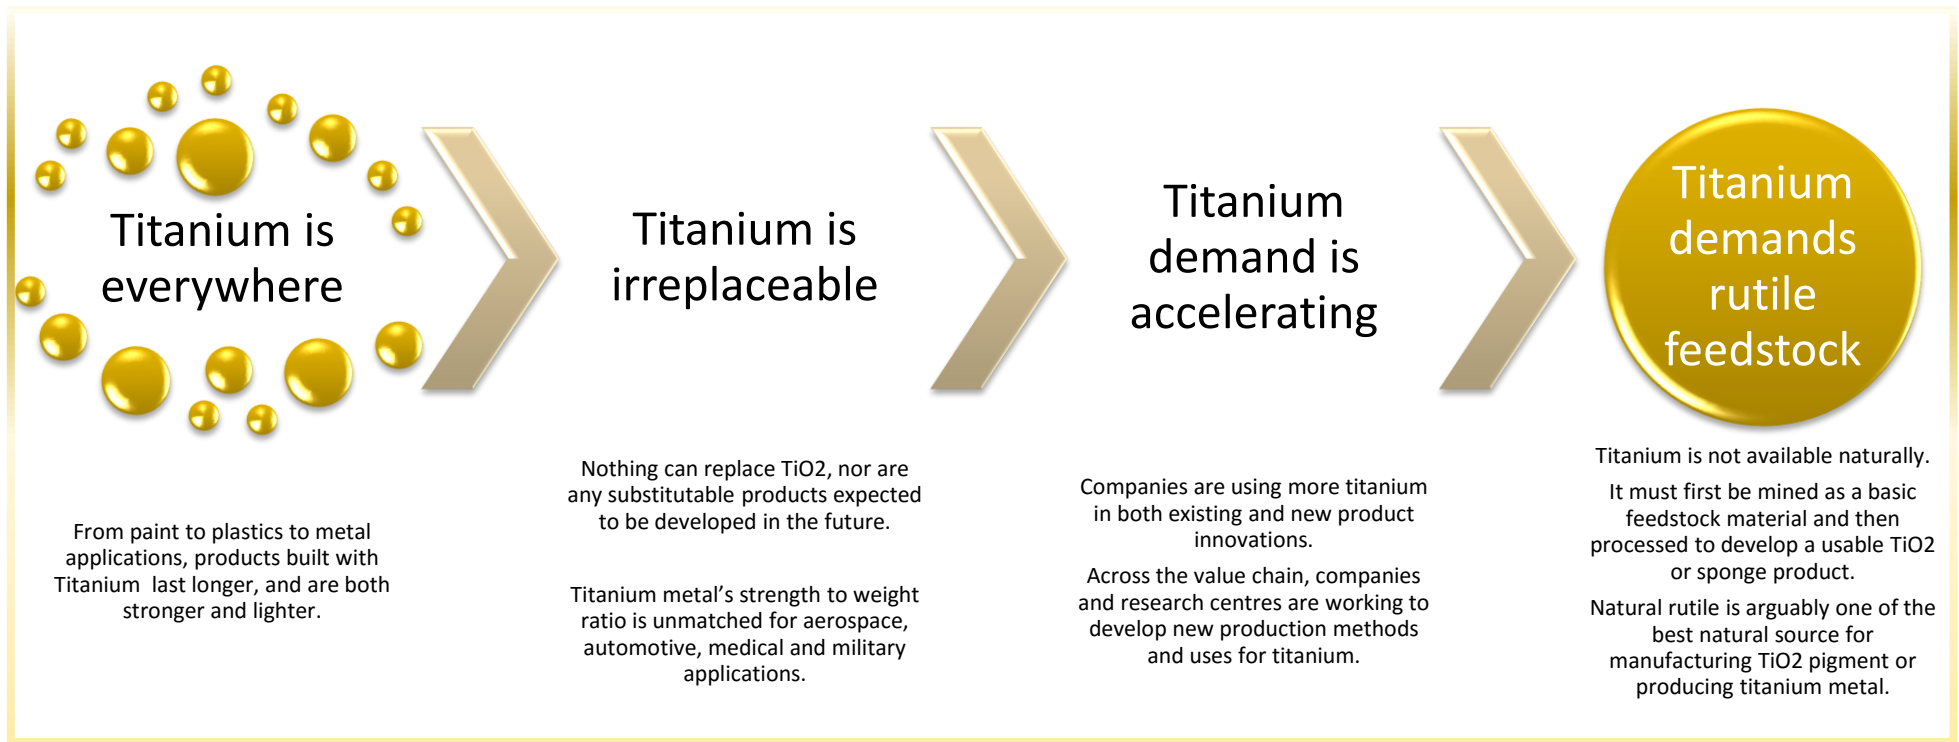 Titanium is
everywhere
From paint to plastics to metal
applications, products built with
Titanium  last longer, and are both
stronger and lighter.
Titanium is
irreplaceable
Nothing can replace TiO2, nor are
any substitutable products expected
to be developed in the future.
Titanium metal’s strength to weight
ratio is unmatched for aerospace,
automotive, medical and military
applications.
Titanium
demand is
accelerating
Companies are using more titanium
in both existing and new product
innovations.
Across the value chain, companies
and research centres are working to
develop new production methods
and uses for titanium.
Titanium
demands
rutile
feedstock
Titanium is not available naturally.
It must first be mined as a basic
feedstock material and then
processed to develop a usable TiO2
or sponge product.
Natural rutile is arguably one of the
best natural source for
manufacturing TiO2 pigment or
producing titanium metal.